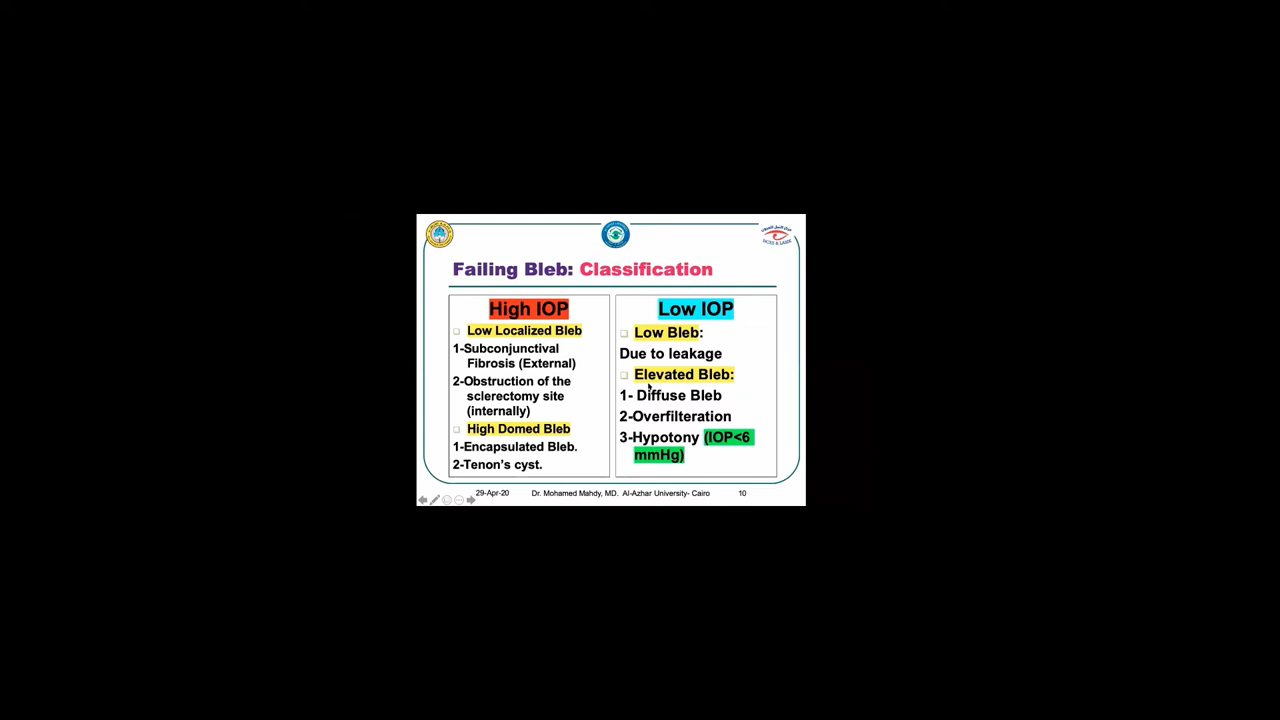 Failing Bleb: Classification
High IOP
Low Localized Bleb
1-Subconjunctival
Fibrosis (External)
2-Obstruction of the
sclerectomy site
(internally)
High Domed Bleb
1-Encapsulated Bleb.
2-Tenon's cyst.
Low IOP
Low Bleb:
Due to leakage
Elevated Bleb:
1- Diffuse Bleb
2-Overfilteration
3-Hypotony (IOP<6
mmHg)
29-Apr-20
Dr. Mohamed Mahdy, MD. Al-Azhar University- Cairo
10